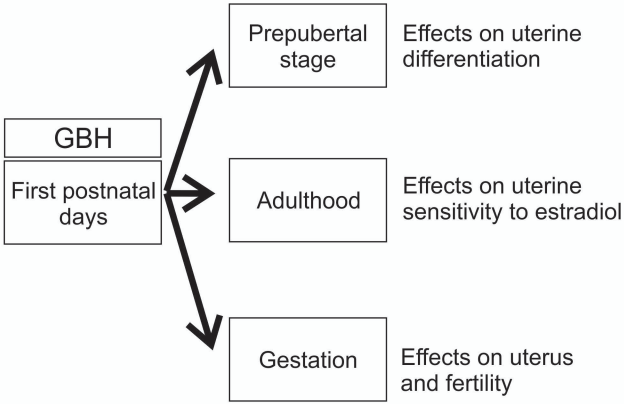 GBH
First postnatal
days
Prepubertal
stage
Effects on uterine
differentiation
Adulthood
Effects on uterine
sensitivity to estradiol
Gestation
Effects on uterus
and fertility